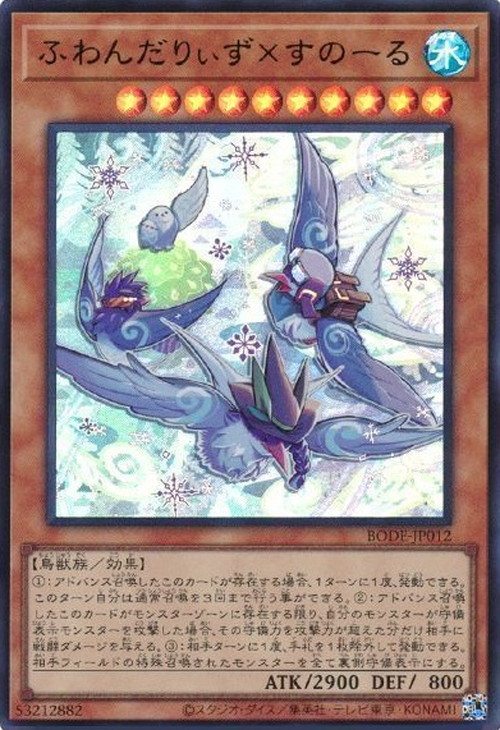 ふわんだりぃず×すのーる
水
BODE-JP012
【鳥獣族／効果】
①：アドバンス召喚したこのカードが存在する場合、1ターンに1度、発動できる。
このターン自分は通常召喚を3回まで行う事ができる。②：アドバンス召喚
したこのカードがモンスターゾーンに存在する限り、自分のモンスターが守備
表示モンスターを攻撃した場合、その守備力を攻撃力が超えた分だけ相手に
戦闘ダメージを与える。③：相手ターンに1度、手札を1枚除外して発動できる。
相手フィールドの特殊召喚されたモンスターを全て裏側守備表示にする。
ATK/2900 DEF/ 800
53212882
©スタジオ・ダイス／集英社・テレビ東京・KONAMI